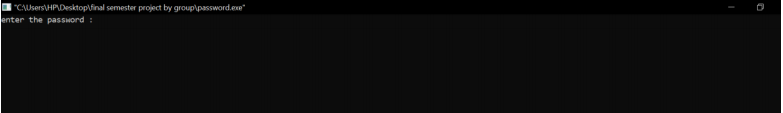 "C:\Users\HP\Desktop\final semester project by group\password.exe"
enter the password :